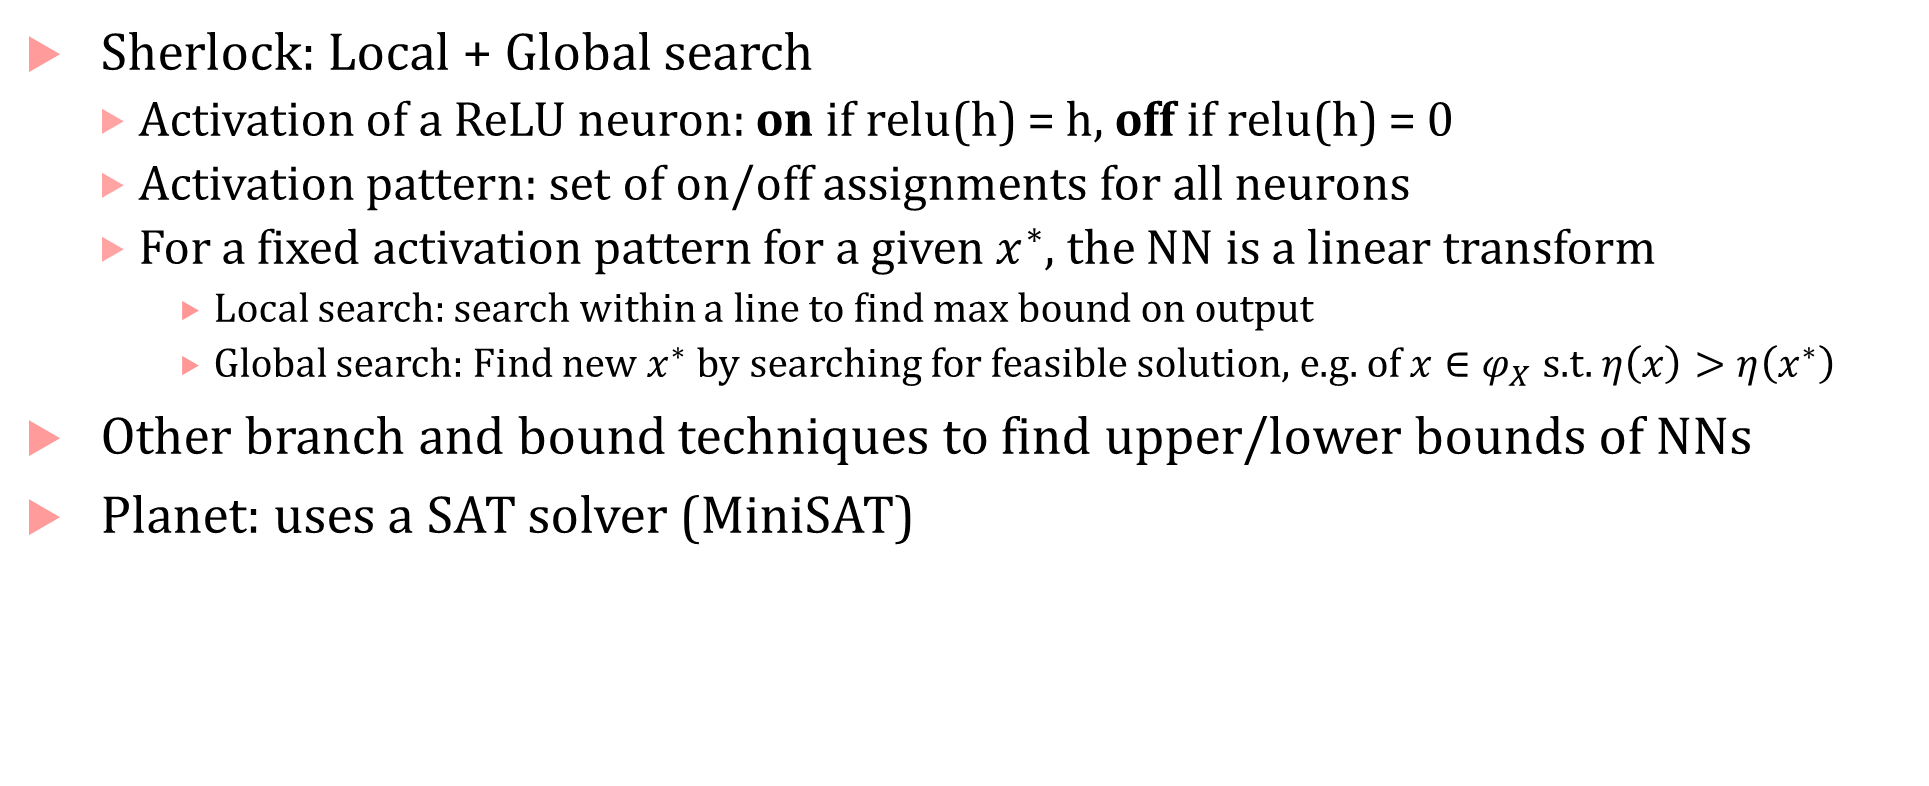 Sherlock: Local + Global search
Activation of a ReLU neuron: on if relu(h) = h, off if relu(h) = 0
Activation pattern: set of on/off assignments for all neurons
For a fixed activation pattern for a given x*, the NN is a linear transform
Local search: search within a line to find max bound on output
Global search: Find new x* by searching for feasible solution, e.g. of x ∈ φ_X s.t. η(x) > η(x*)
Other branch and bound techniques to find upper/lower bounds of NNs
Planet: uses a SAT solver (MiniSAT)